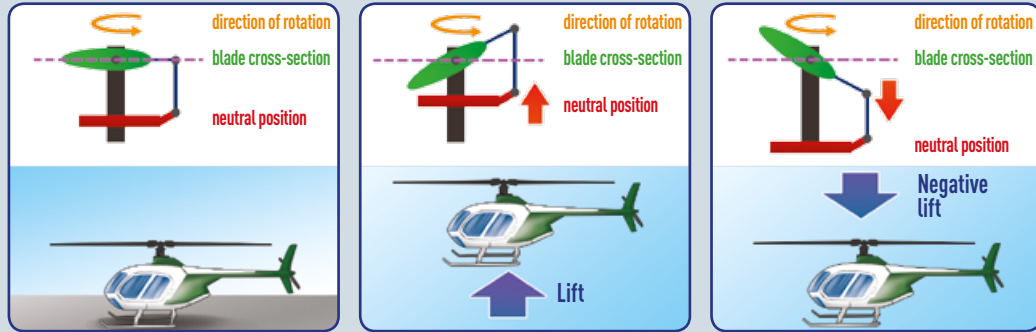 direction of rotation
blade cross-section
neutral position
direction of rotation
blade cross-section
neutral position
Lift
direction of rotation
blade cross-section
neutral position
Negative
lift